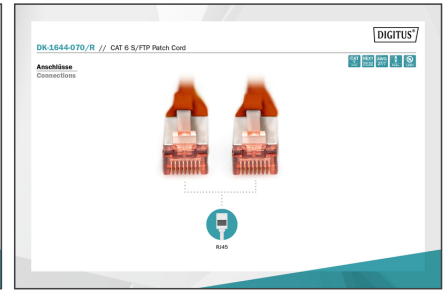 DIGITUS®
DK-1644-070/R // CAT 6 S/FTP Patch Cord
Anschlüsse
Connections
RJ45